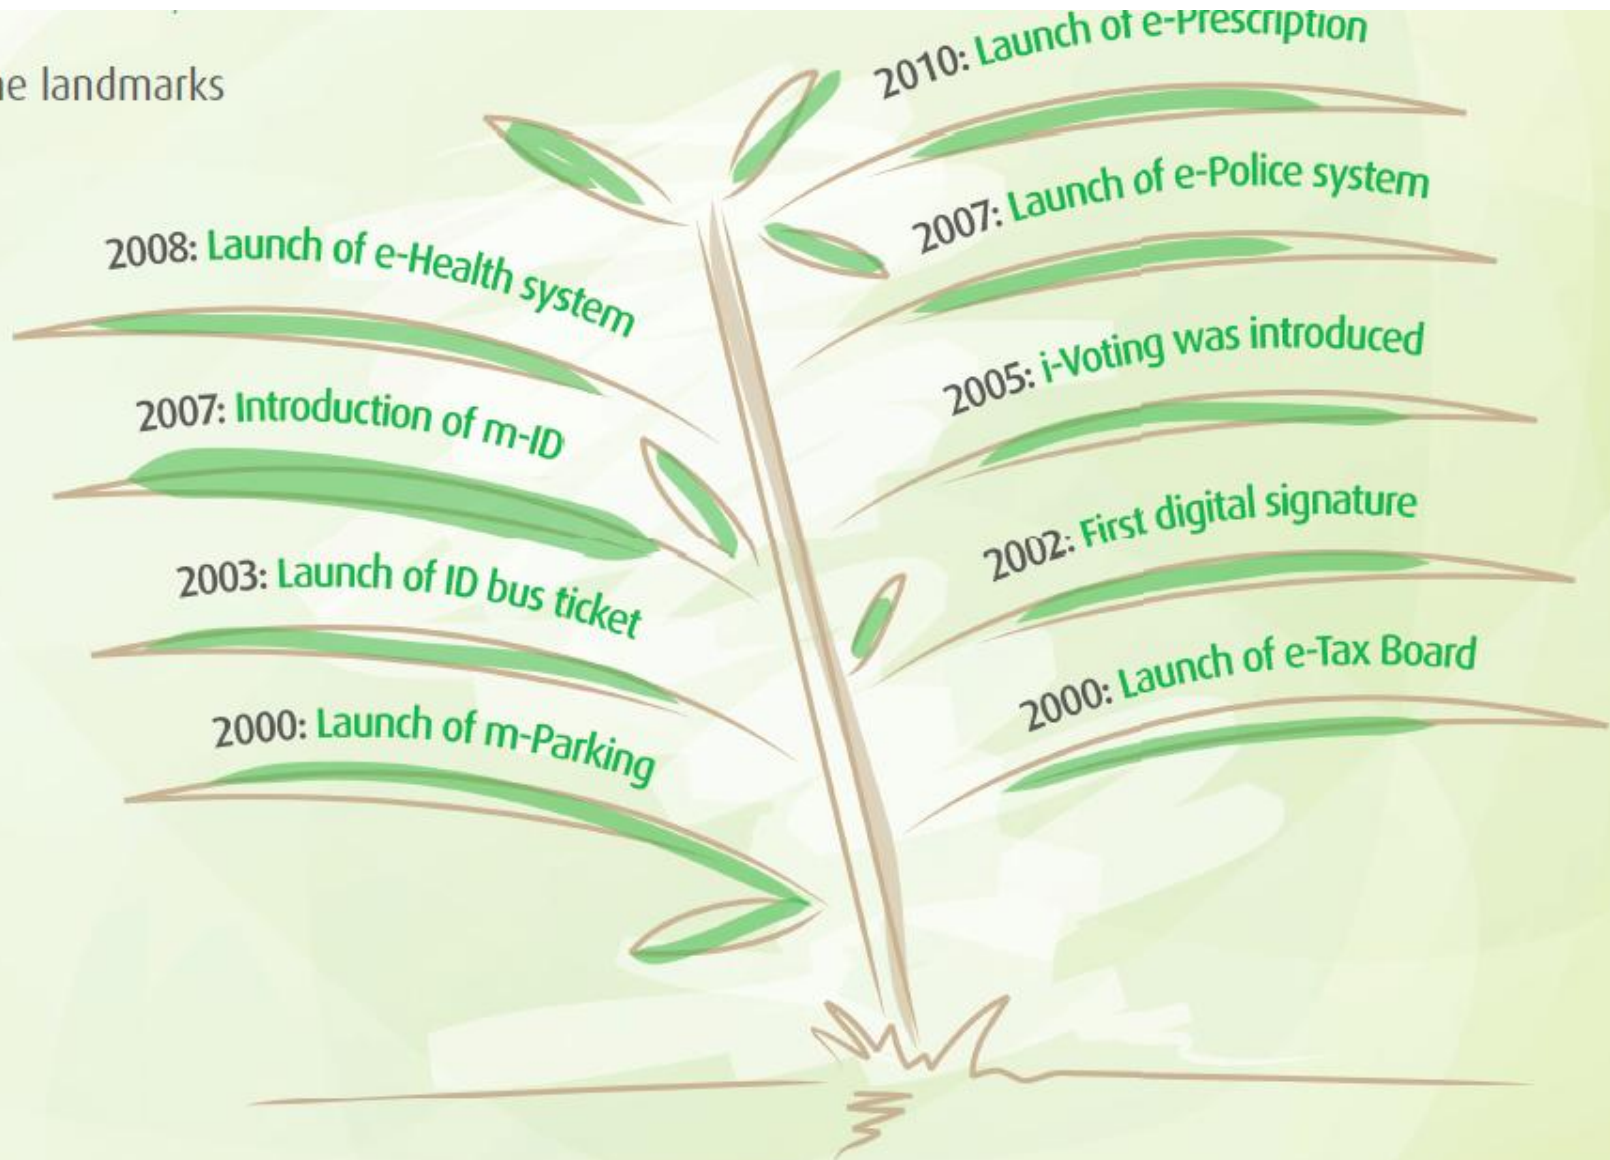 landmarks
2010: Launch of e-Prescription
2007: Launch of e-Police system
2008: Launch of e-Health system
2005: i-Voting was introduced
2007: Introduction of m-ID
2002: First digital signature
2003: Launch of ID bus ticket
2000: Launch of e-Tax Board
2000: Launch of m-Parking